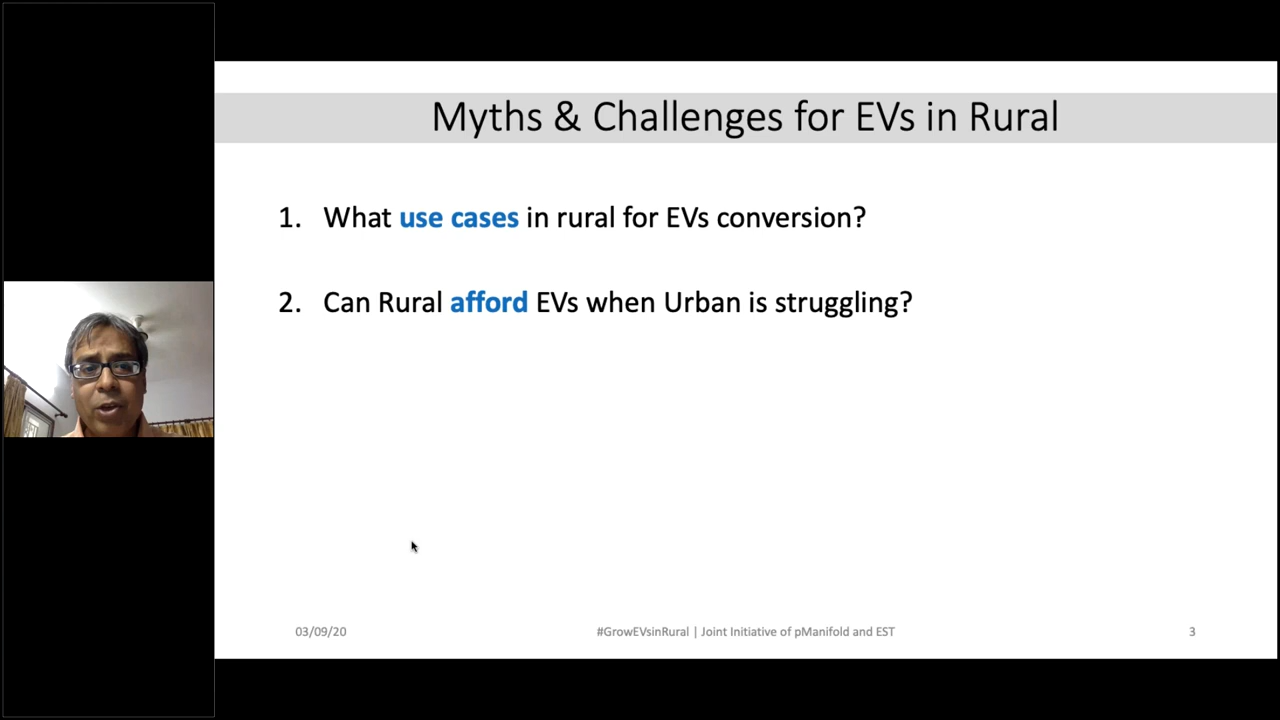 Myths & Challenges for EVs in Rural
1. What use cases in rural for EVs conversion?
2. Can Rural afford EVs when Urban is struggling?
03/09/20
#GrowEVsinRural | Joint Initiative of pManifold and EST
3